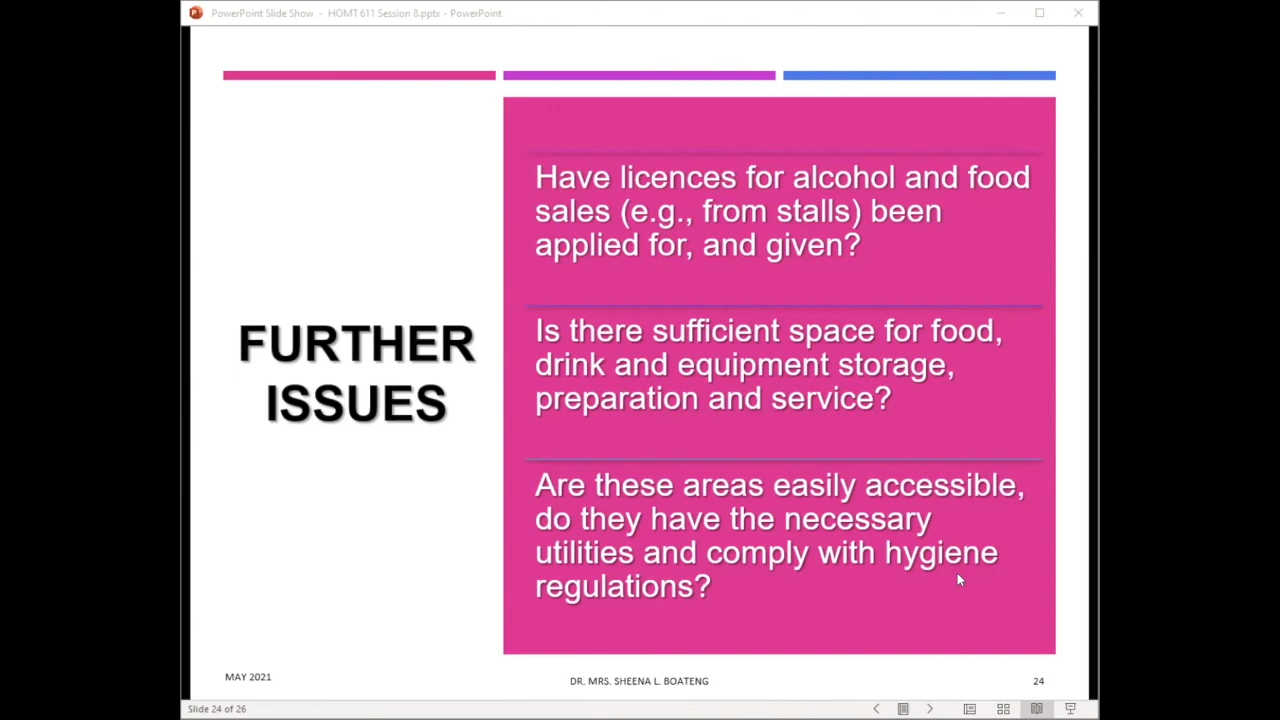 PowerPoint Slide Show - HOMT 611 Session 8.pptx - PowerPoint
FURTHER
ISSUES
Have licences for alcohol and food
sales (e.g., from stalls) been
applied for, and given?
Is there sufficient space for food,
drink and equipment storage,
preparation and service?
Are these areas easily accessible,
do they have the necessary
utilities and comply with hygiene
regulations?
MAY 2021
DR. MRS. SHEENA L. BOATENG
24
Slide 24 of 26